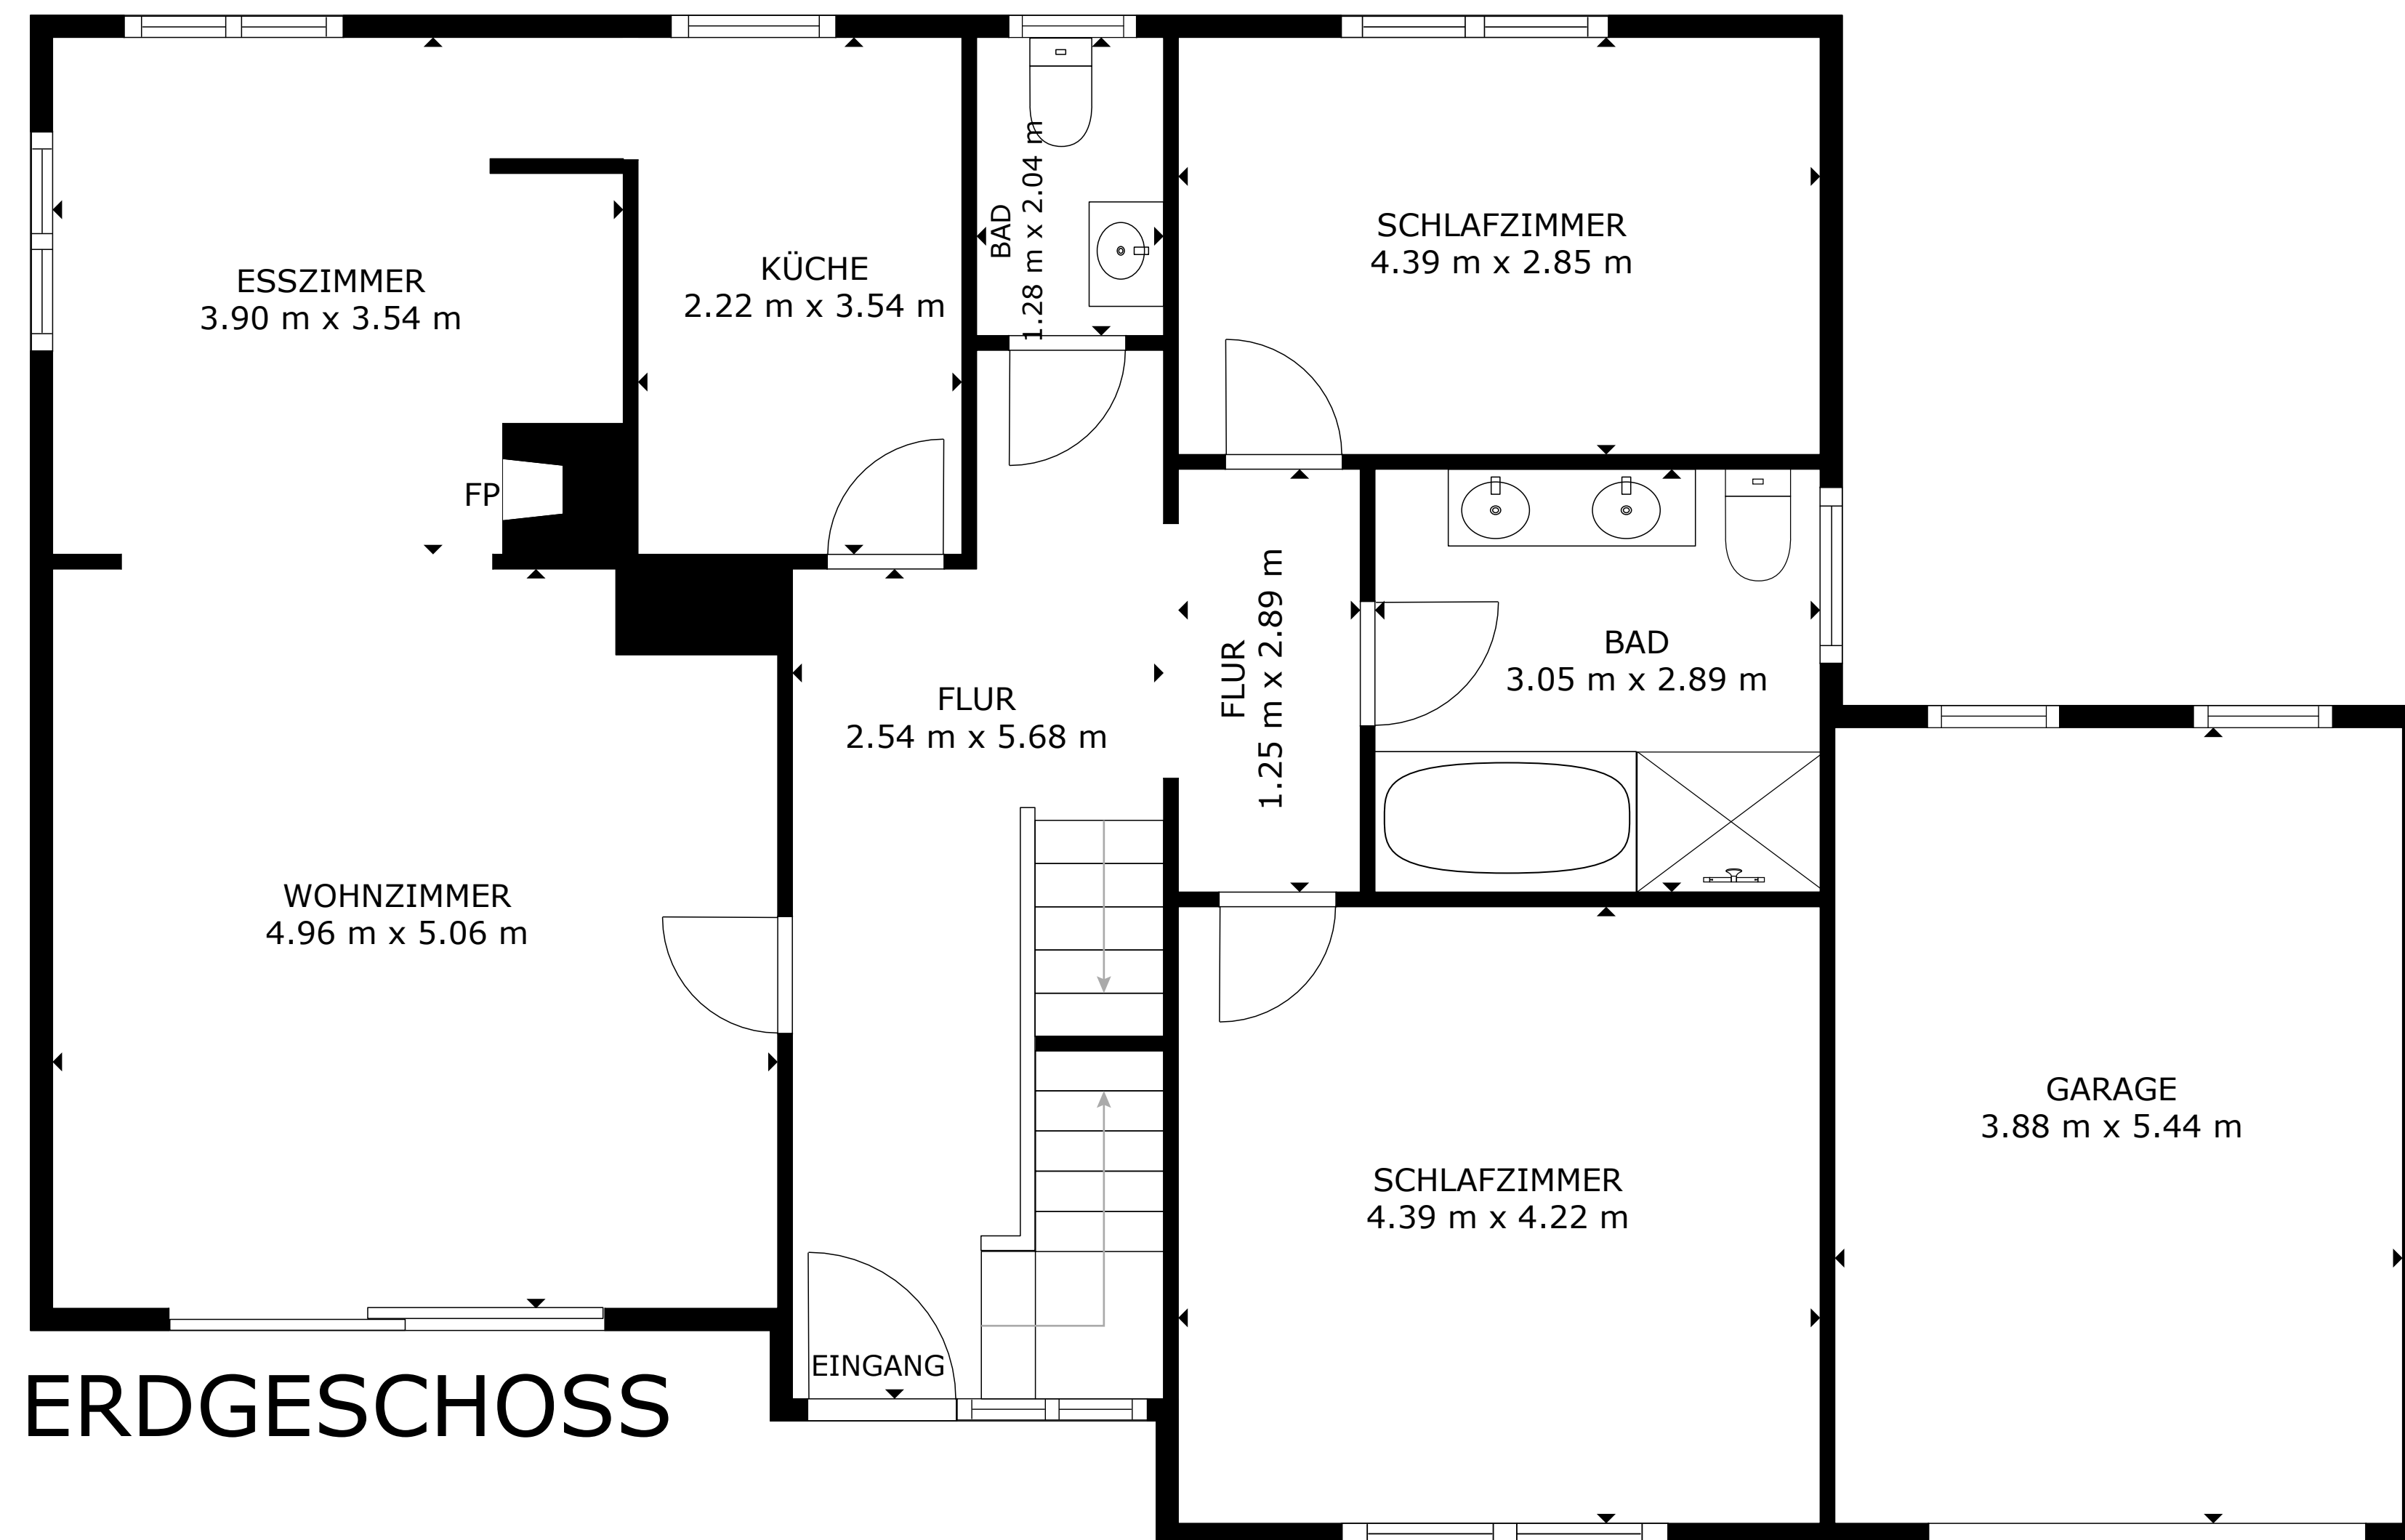 BAD
1.28 m x 2.04 m
SCHLAFZIMMER
4.39 m x 2.85 m
KÜCHE
2.22 m x 3.54 m
ESSZIMMER
3.90 m x 3.54 m
FP
FLUR
1.25 m x 2.89 m
BAD
3.05 m x 2.89 m
FLUR
2.54 m x 5.68 m
WOHNZIMMER
4.96 m x 5.06 m
GARAGE
3.88 m x 5.44 m
SCHLAFZIMMER
4.39 m x 4.22 m
EINGANG
ERDGESCHOSS